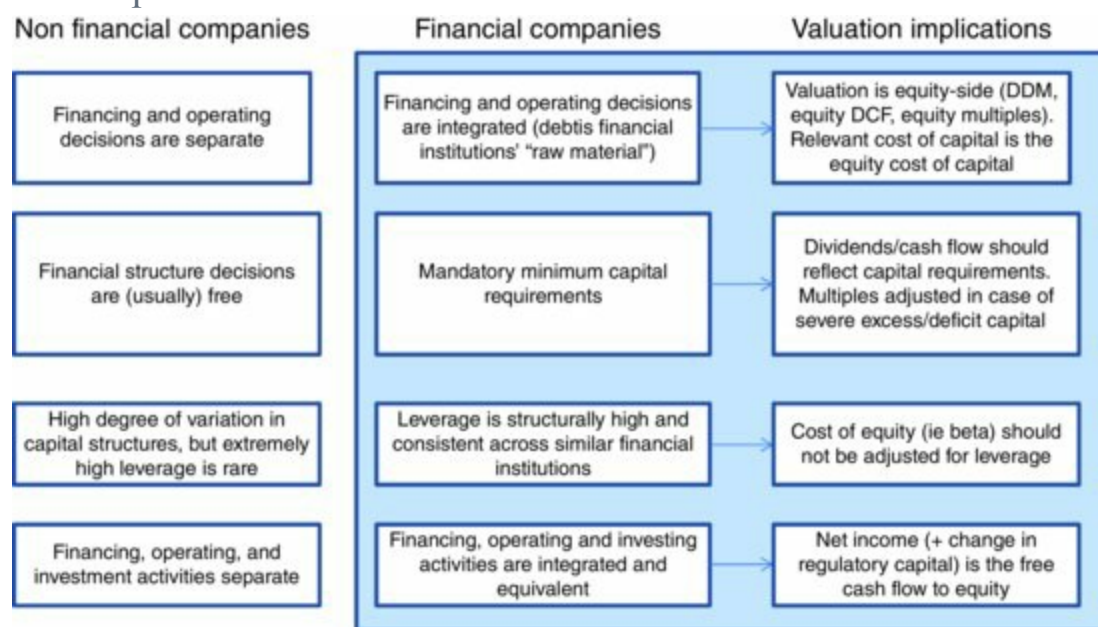 Non financial companies
Financial companies
Valuation implications
Financing and operating
decisions are separate
Financing and operating decisions
are integrated (debtis financial
institutions' “raw material”)
Valuation is equity-side (DDM,
equity DCF, equity multiples).
Relevant cost of capital is the
equity cost of capital
Financial structure decisions
are (usually) free
Mandatory minimum capital
requirements
Dividends/cash flow should
reflect capital requirements.
Multiples adjusted in case of
severe excess/deficit capital
High degree of variation in
capital structures, but extremely
high leverage is rare
Leverage is structurally high and
consistent across similar financial
institutions
Cost of equity (ie beta) should
not be adjusted for leverage
Financing, operating, and
investment activities separate
Financing, operating and investing
activities are integrated and
equivalent
Net income (+ change in
regulatory capital) is the free
cash flow to equity